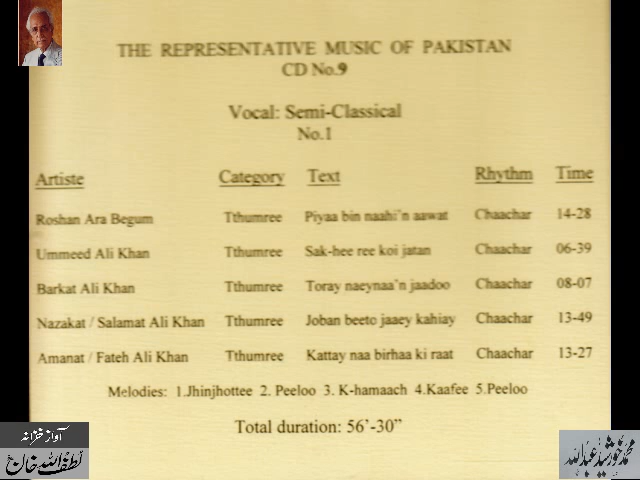 THE REPRESENTATIVE MUSIC OF PAKISTAN
CD No.9
Vocal: Semi-Classical
No.1
Artiste Category Text Rhythm Time
Roshan Ara Begum Tthumree Piyaa bin naahi'n aawat Chaachar 14-28
Ummeed Ali Khan Tthumree Sak-hee ree koi jatan Chaachar 06-39
Barkat Ali Khan Tthumree Toray naeynaa'n jaadoo Chaachar 08-07
Nazakat / Salamat Ali Khan Tthumree Joban beeto jaaey kahiay Chaachar 13-49
Amanat / Fateh Ali Khan Tthumree Kattay naa birhaa ki raat Chaachar 13-27
Melodies: 1.Jhinjhottee 2. Peeloo 3. K-hamaach 4.Kaafee 5.Peeloo
Total duration: 56'-30”
آواز خزانہ
لطف اللہ خان
محمد خورشید عبداللہ